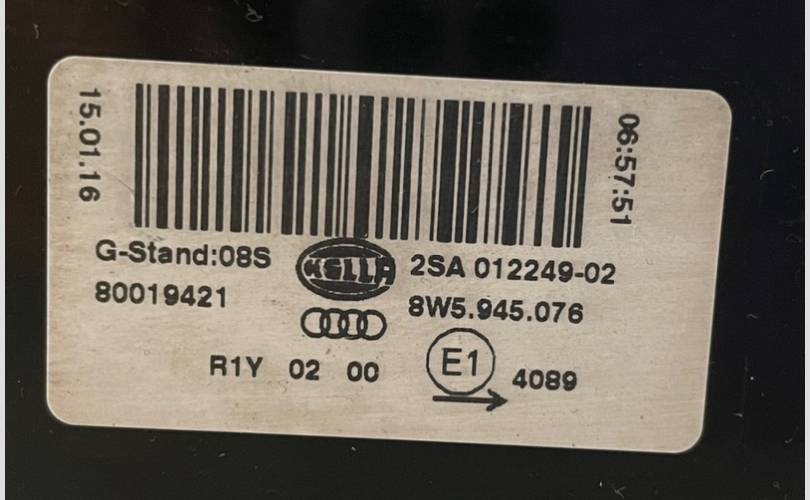 15.01.16
06:57:51
G-Stand:08S
HELLA
2SA 012249-02
80019421
8W5.945.076
R1Y 02 00
E1
4089